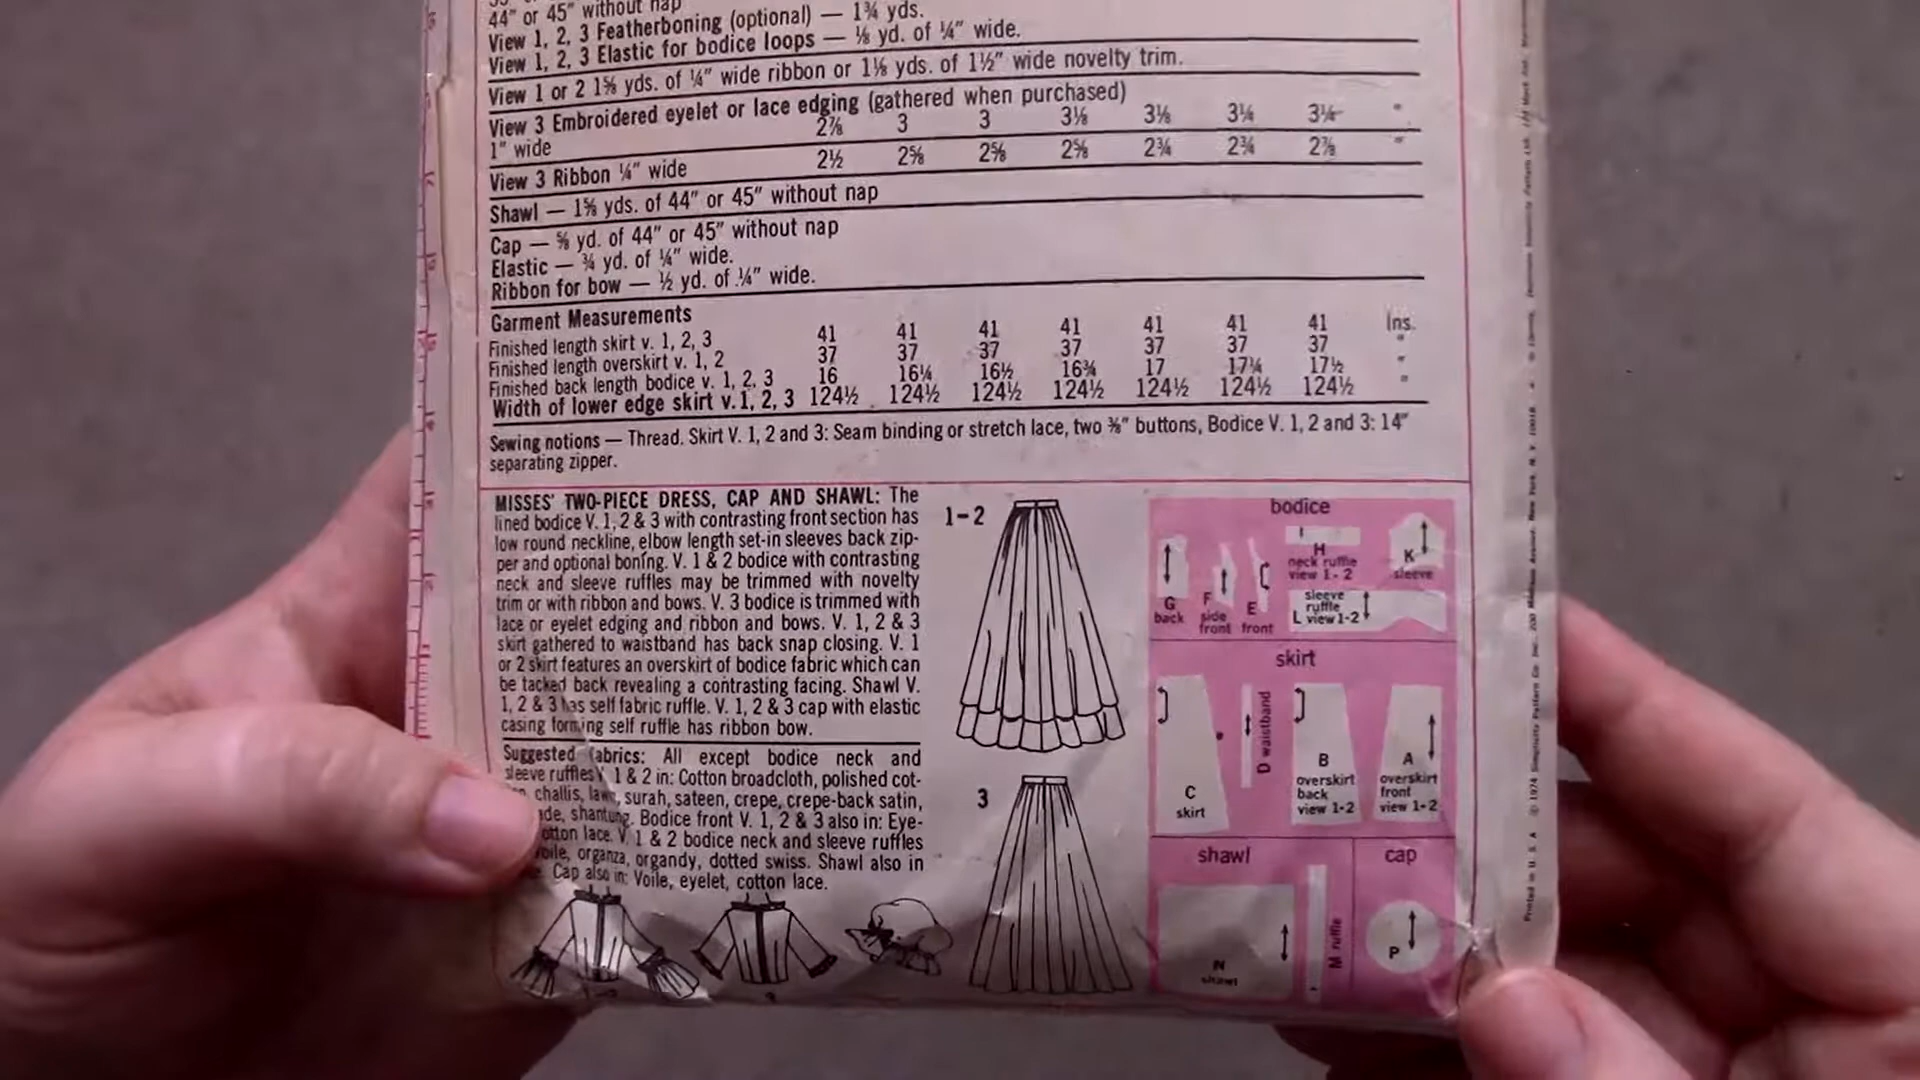 44″ or 45″ without nap
View 1, 2, 3 Featherboning (optional) — 1¾ yds.
View 1, 2, 3 Elastic for bodice loops — ⅛ yd. of ¼″ wide.
View 1 or 2 1⅝ yds. of ¼″ wide ribbon or 1⅛ yds. of 1½″ wide novelty trim.
View 3 Embroidered eyelet or lace edging (gathered when purchased)
1″ wide 2⅞ 3 3 3⅛ 3⅛ 3¼ 3¼ ″
View 3 Ribbon ¼″ wide 2½ 2⅝ 2⅝ 2⅝ 2¾ 2¾ 2⅞ ″
Shawl — 1⅝ yds. of 44″ or 45″ without nap
Cap — ⅝ yd. of 44″ or 45″ without nap
Elastic — ¾ yd. of ¼″ wide.
Ribbon for bow — ½ yd. of ¼″ wide.
Garment Measurements
Finished length skirt v. 1, 2, 3 41 41 41 41 41 41 41 Ins.
Finished length overskirt v. 1, 2 37 37 37 37 37 37 37 ″
Finished back length bodice v. 1, 2, 3 16 16¼ 16½ 16¾ 17 17¼ 17½ ″
Width of lower edge skirt v. 1, 2, 3 124½ 124½ 124½ 124½ 124½ 124½ 124½ ″
Sewing notions — Thread. Skirt V. 1, 2 and 3: Seam binding or stretch lace, two ⅜″ buttons, Bodice V. 1, 2 and 3: 14″
separating zipper.
MISSES' TWO-PIECE DRESS, CAP AND SHAWL: The
lined bodice V. 1, 2 & 3 with contrasting front section has
low round neckline, elbow length set-in sleeves back zip-
per and optional boning. V. 1 & 2 bodice with contrasting
neck and sleeve ruffles may be trimmed with novelty
trim or with ribbon and bows. V. 3 bodice is trimmed with
lace or eyelet edging and ribbon and bows. V. 1, 2 & 3
skirt gathered to waistband has back snap closing. V. 1
or 2 skirt features an overskirt of bodice fabric which can
be tacked back revealing a contrasting facing. Shawl V.
1, 2 & 3 has self fabric ruffle. V. 1, 2 & 3 cap with elastic
casing forming self ruffle has ribbon bow.
Suggested fabrics: All except bodice neck and
sleeve ruffles V. 1 & 2 in: Cotton broadcloth, polished cot-
challis, lawn, surah, sateen, crepe, crepe-back satin,
shantung. Bodice front V. 1, 2 & 3 also in: Eye-
cotton lace. V. 1 & 2 bodice neck and sleeve ruffles
voile, organza, organdy, dotted swiss. Shawl also in
Cap also in: Voile, eyelet, cotton lace.
1-2
3
bodice
G
back
F
side
front
E
front
H
neck ruffle
view 1-2
K
sleeve
sleeve
ruffle
L view 1-2
skirt
C
skirt
D waistband
B
overskirt
back
view 1-2
A
overskirt
front
view 1-2
shawl
N
shawl
M ruffle
cap
P
Printed in U. S. A. © 1974 Simplicity Pattern Co. Inc. 200 Madison Avenue, New York, N. Y. 10016